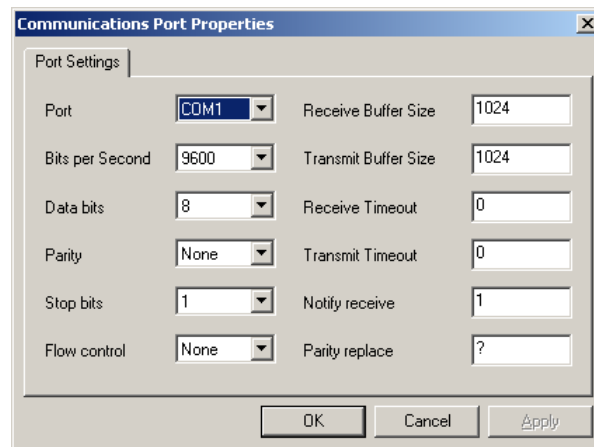 Communications Port Properties
Port Settings
Port COM1 Receive Buffer Size 1024
Bits per Second 9600 Transmit Buffer Size 1024
Data bits 8 Receive Timeout 0
Parity None Transmit Timeout 0
Stop bits 1 Notify receive 1
Flow control None Parity replace ?
OK Cancel Apply